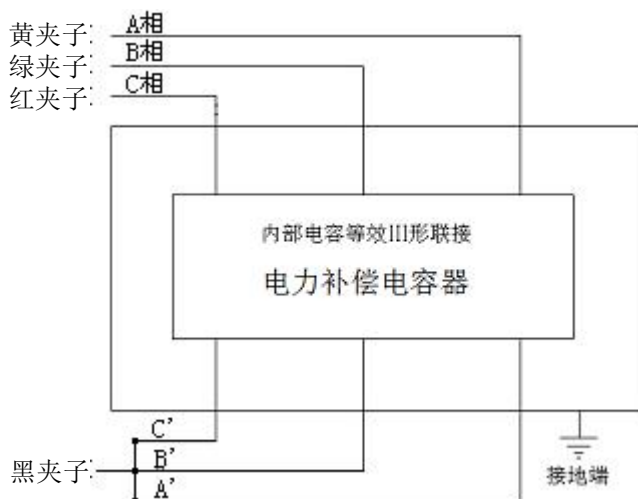 黄夹子: A相
绿夹子: B相
红夹子: C相
内部电容等效III形联接
电力补偿电容器
C'
黑夹子: B'
A'
接地端